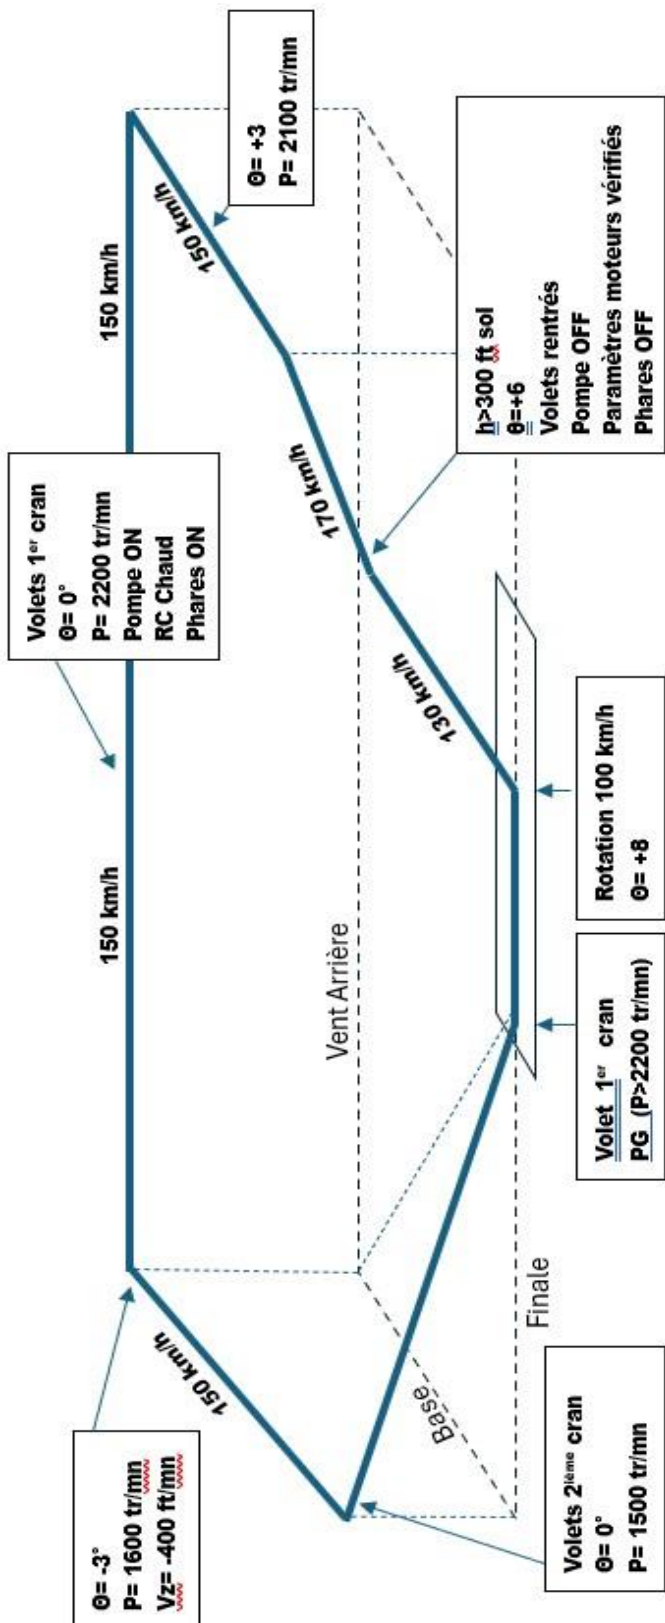 Θ= -3°
P= 1600 tr/mn
Vz= -400 ft/mn
150 km/h
150 km/h
Volets 1er cran
Θ= 0°
P= 2200 tr/mn
Pompe ON
RC Chaud
Phares ON
150 km/h
150 km/h
Θ= +3
P= 2100 tr/mn
170 km/h
130 km/h
h>300 ft sol
θ=+6
Volets rentrés
Pompe OFF
Paramètres moteurs vérifiés
Phares OFF
Vent Arrière
Base
Finale
Volets 2ième cran
Θ= 0°
P= 1500 tr/mn
Volet 1er cran
PG (P>2200 tr/mn)
Rotation 100 km/h
Θ= +8